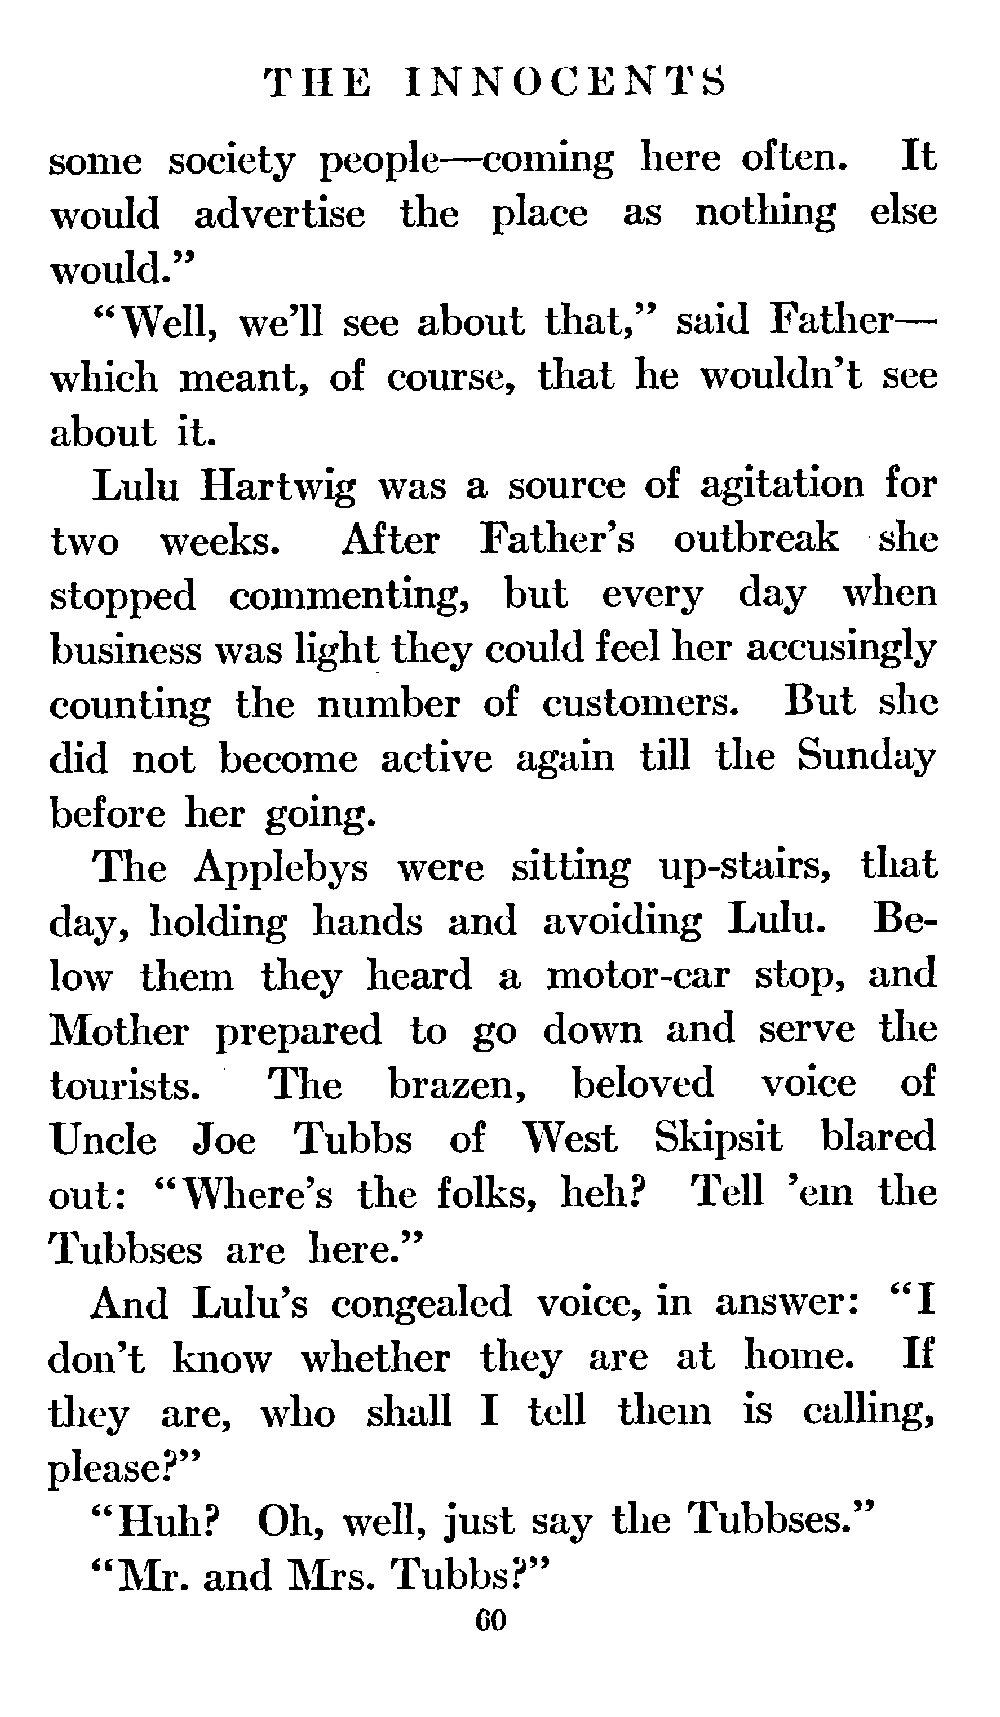 THE INNOCENTS
some society people—coming here often. It
would advertise the place as nothing else
would.”
“Well, we’ll see about that,” said Father—
which meant, of course, that he wouldn’t see
about it.
Lulu Hartwig was a source of agitation for
two weeks. After Father’s outbreak she
stopped commenting, but every day when
business was light they could feel her accusingly
counting the number of customers. But she
did not become active again till the Sunday
before her going.
The Applebys were sitting up-stairs, that
day, holding hands and avoiding Lulu. Be-
low them they heard a motor-car stop, and
Mother prepared to go down and serve the
tourists. The brazen, beloved voice of
Uncle Joe Tubbs of West Skipsit blared
out: “Where’s the folks, heh? Tell ’em the
Tubbses are here.”
And Lulu’s congealed voice, in answer: “I
don’t know whether they are at home. If
they are, who shall I tell them is calling,
please?”
“Huh? Oh, well, just say the Tubbses.”
“Mr. and Mrs. Tubbs?”
60